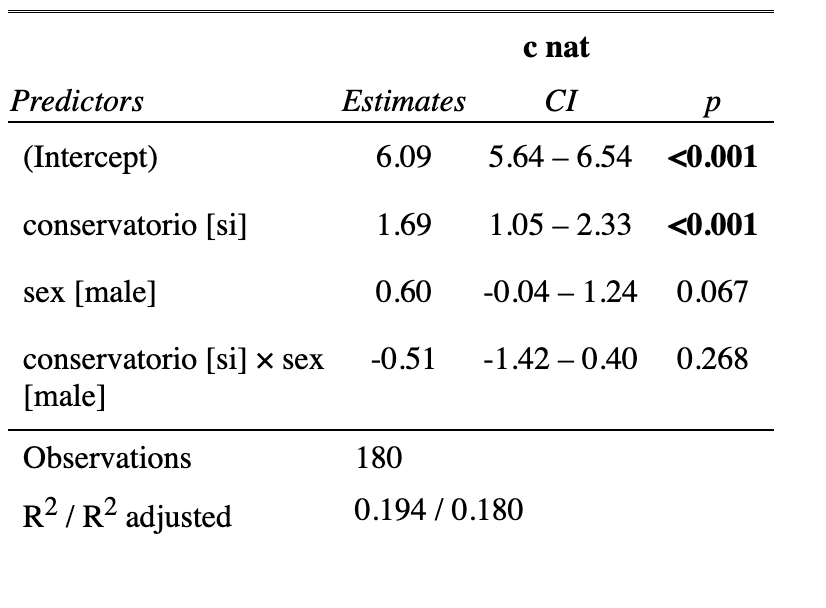 c nat
Predictors Estimates CI p
(Intercept) 6.09 5.64 – 6.54 <0.001
conservatorio [si] 1.69 1.05 – 2.33 <0.001
sex [male] 0.60 -0.04 – 1.24 0.067
conservatorio [si] × sex -0.51 -1.42 – 0.40 0.268
[male]
Observations 180
R² / R² adjusted 0.194 / 0.180